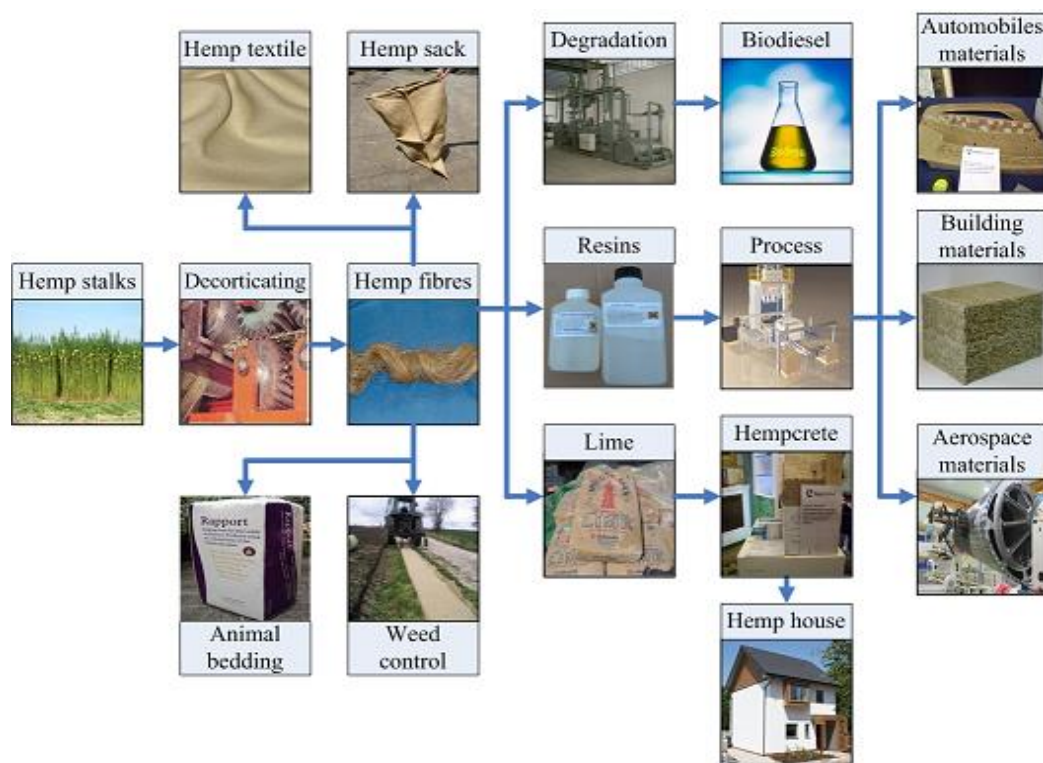 Hemp textile
Hemp sack
Degradation
Biodiesel
Automobiles
materials
Hemp stalks
Decorticating
Hemp fibres
Resins
Process
Building
materials
Lime
Hempcrete
Aerospace
materials
Rapport
Animal
bedding
Weed
control
Hemp house